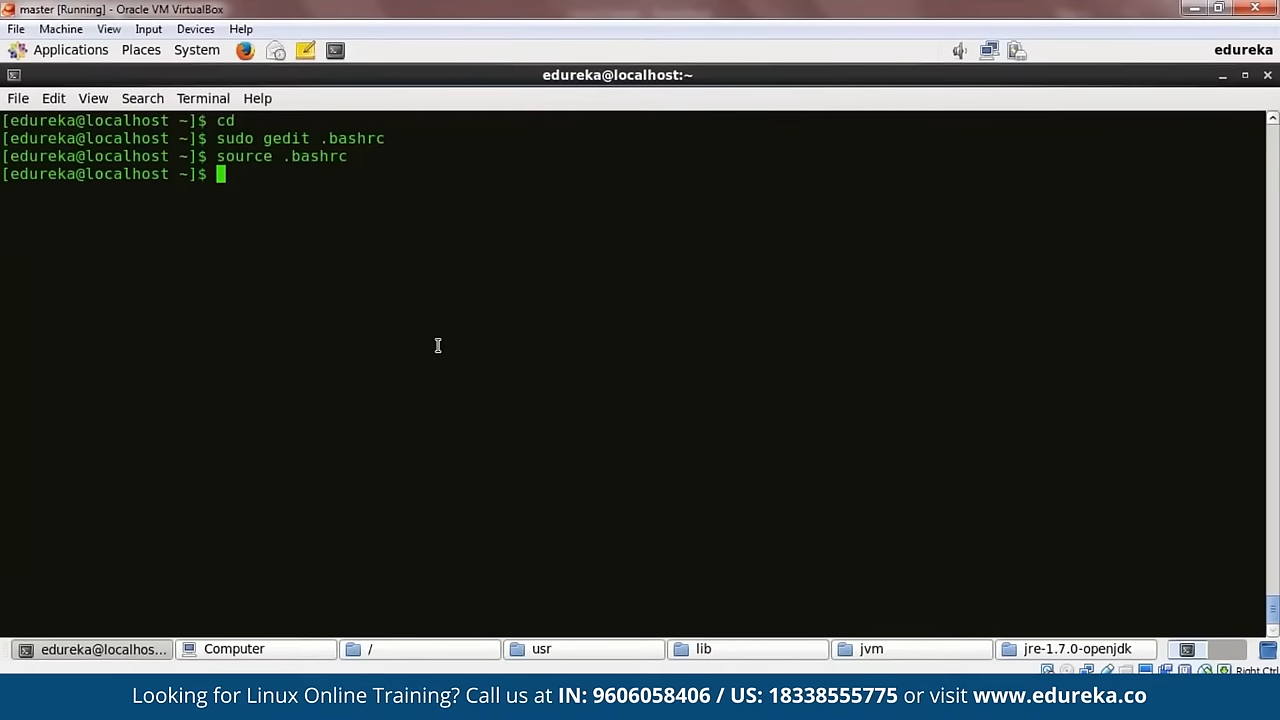 master [Running] - Oracle VM VirtualBox
File Machine View Input Devices Help
Applications Places System edureka
edureka@localhost:~
File Edit View Search Terminal Help
[edureka@localhost ~]$ cd
[edureka@localhost ~]$ sudo gedit .bashrc
[edureka@localhost ~]$ source .bashrc
[edureka@localhost ~]$
edureka@localhos... Computer / usr lib jvm jre-1.7.0-openjdk
Right Ctrl
Looking for Linux Online Training? Call us at IN: 9606058406 / US: 18338555775 or visit www.edureka.co